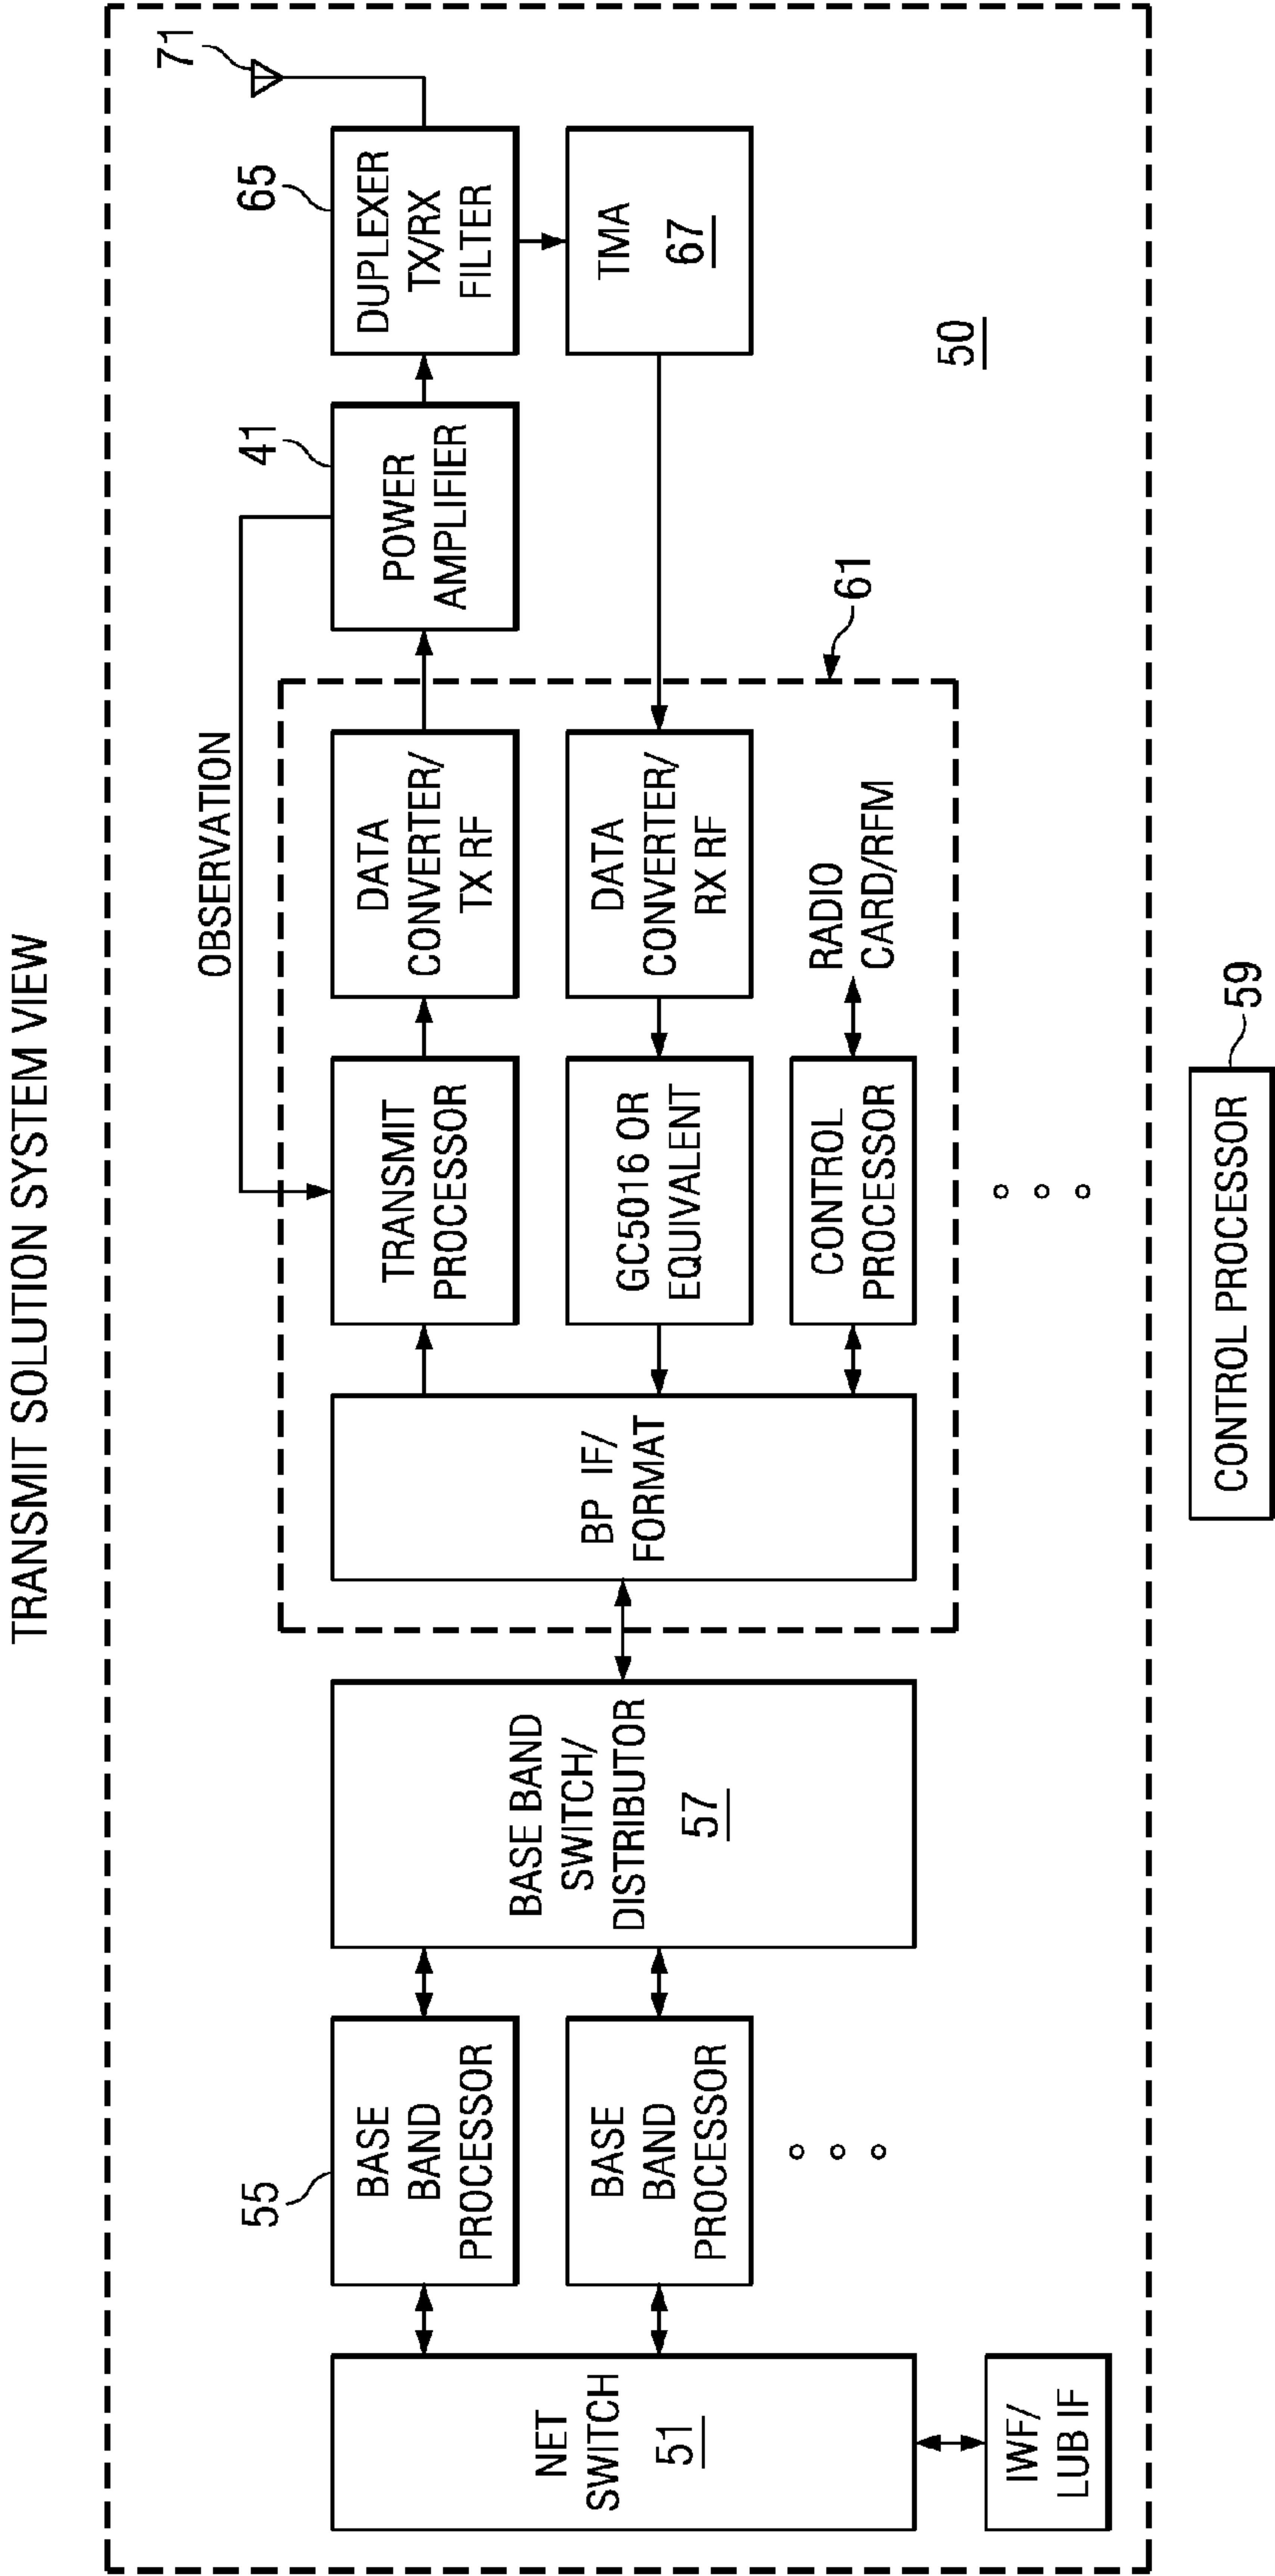 TRANSMIT SOLUTION SYSTEM VIEW
OBSERVATION
71
55
BASE
BAND
PROCESSOR
TRANSMIT
PROCESSOR
DATA
CONVERTER/
TX RF
41
POWER
AMPLIFIER
65
DUPLEXER
TX/RX
FILTER
NET
SWITCH
51
BASE
BAND
PROCESSOR
BASE BAND
SWITCH/
DISTRIBUTOR
57
BP IF/
FORMAT
GC5016 OR
EQUIVALENT
DATA
CONVERTER/
RX RF
TMA
67
CONTROL
PROCESSOR
RADIO
CARD/RFM
61
50
IWF/
LUB IF
CONTROL PROCESSOR
59